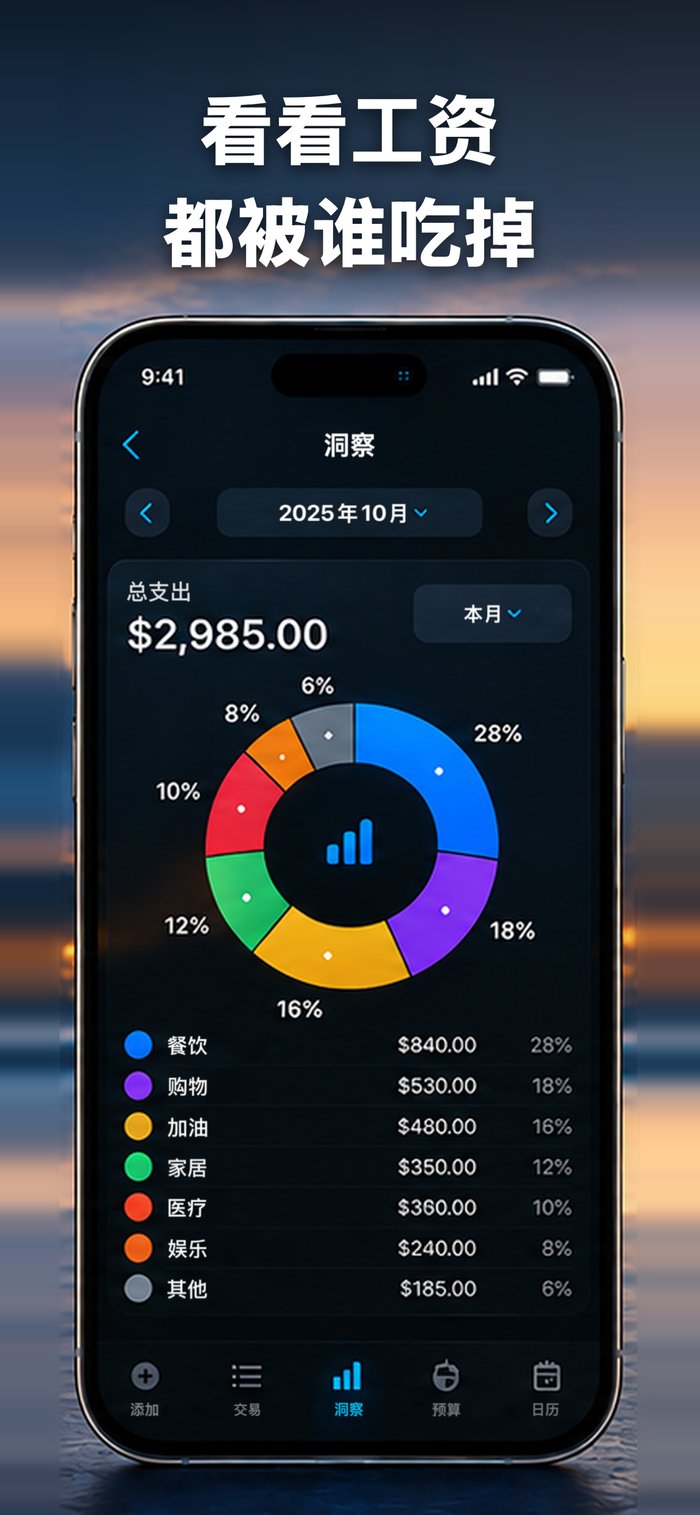 看看工资
都被谁吃掉
9:41
洞察
2025年10月
总支出
$2,985.00
本月
6%
8%
28%
10%
12%
18%
16%
餐饮 $840.00 28%
购物 $530.00 18%
加油 $480.00 16%
家居 $350.00 12%
医疗 $360.00 10%
娱乐 $240.00 8%
其他 $185.00 6%
添加 交易 洞察 预算 日历